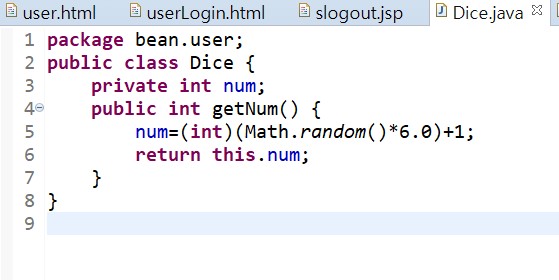 user.html userLogin.html slogout.jsp Dice.java
1 package bean.user;
2 public class Dice {
3 private int num;
4 public int getNum() {
5 num=(int)(Math.random()*6.0)+1;
6 return this.num;
7 }
8 }
9